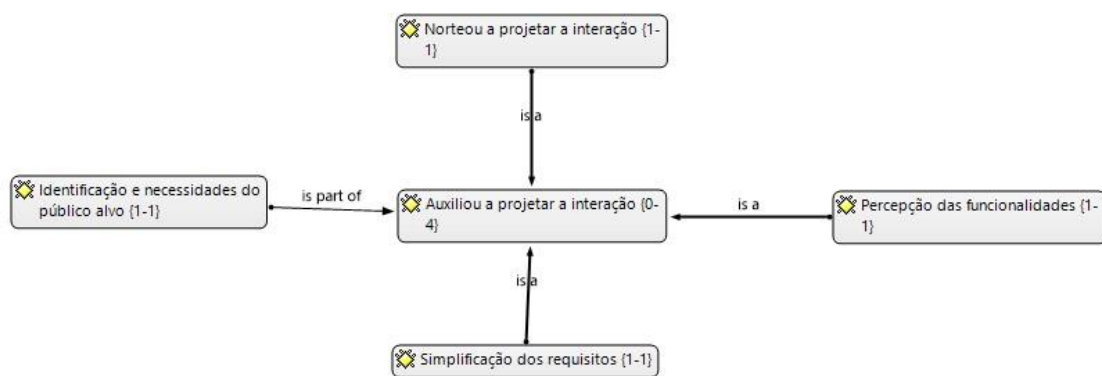 Norteou a projetar a interação {1-
1}
is a
Identificação e necessidades do
público alvo {1-1}
is part of
Auxiliou a projetar a interação {0-
4}
is a
Percepção das funcionalidades {1-
1}
is a
Simplificação dos requisitos {1-1}